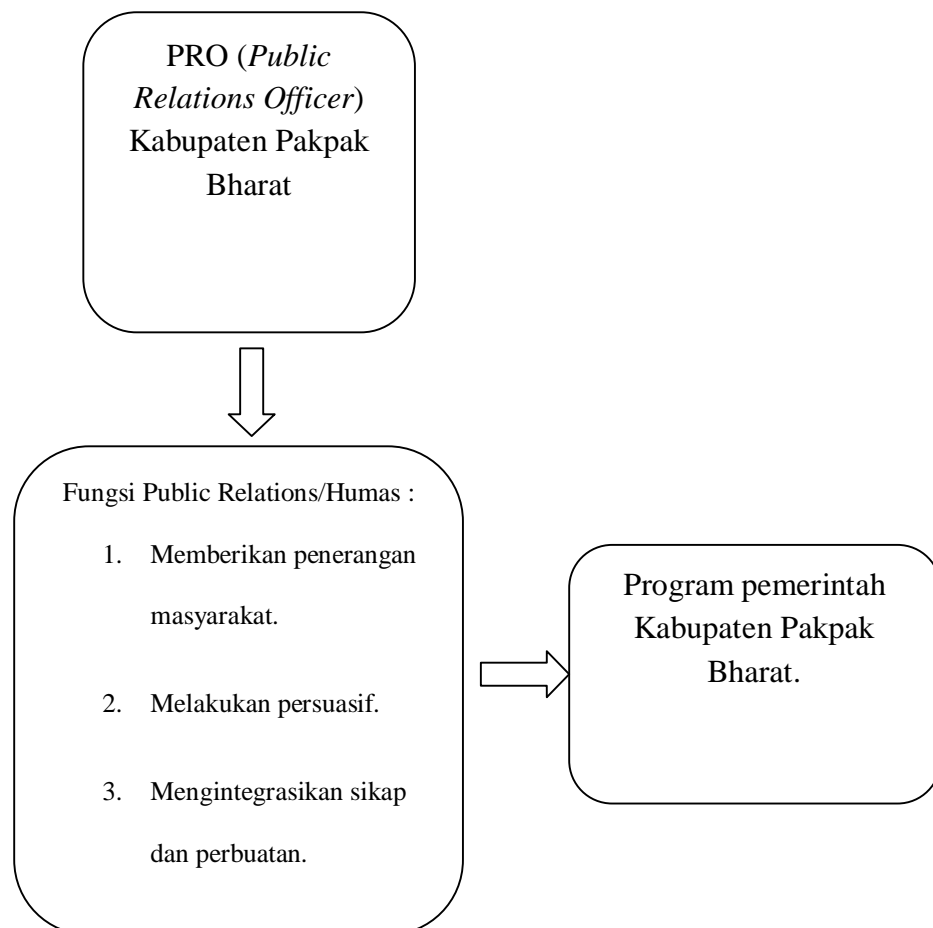 PRO (Public
Relations Officer)
Kabupaten Pakpak
Bharat
Fungsi Public Relations/Humas :
1. Memberikan penerangan
masyarakat.
2. Melakukan persuasif.
3. Mengintegrasikan sikap
dan perbuatan.
Program pemerintah
Kabupaten Pakpak
Bharat.